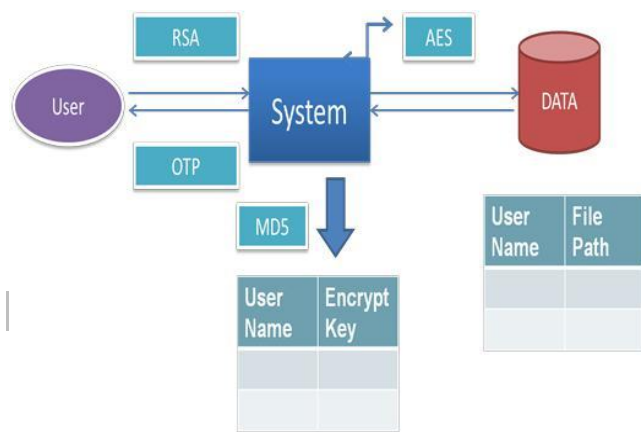 RSA
AES
User
System
DATA
OTP
MD5
User Name
File Path
User Name
Encrypt Key